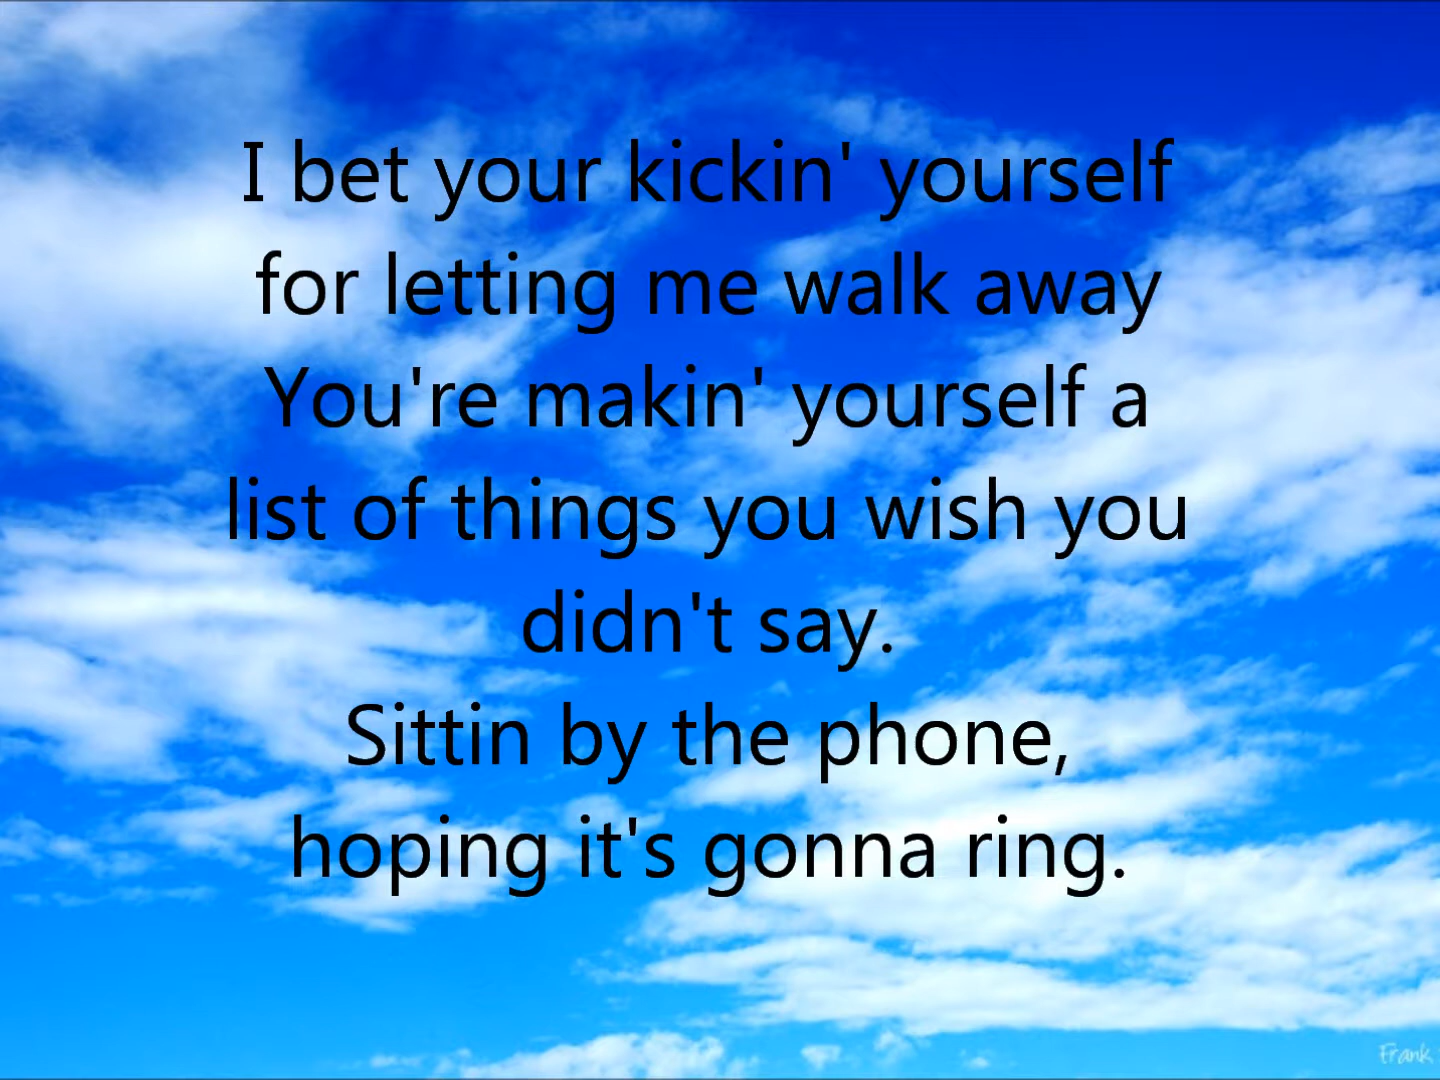 I bet your kickin' yourself
for letting me walk away
You're makin' yourself a
list of things you wish you
didn't say.
Sittin by the phone,
hoping it's gonna ring.
Frank